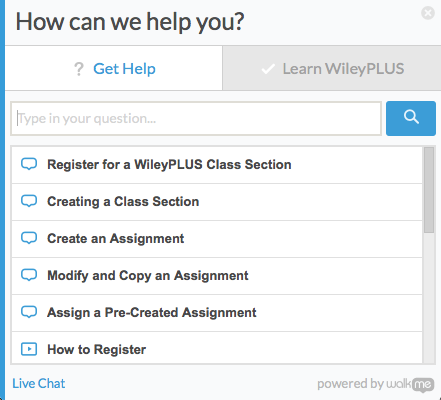 How can we help you?
? Get Help
Learn WileyPLUS
Type in your question...
Register for a WileyPLUS Class Section
Creating a Class Section
Create an Assignment
Modify and Copy an Assignment
Assign a Pre-Created Assignment
How to Register
Live Chat
powered by walkme